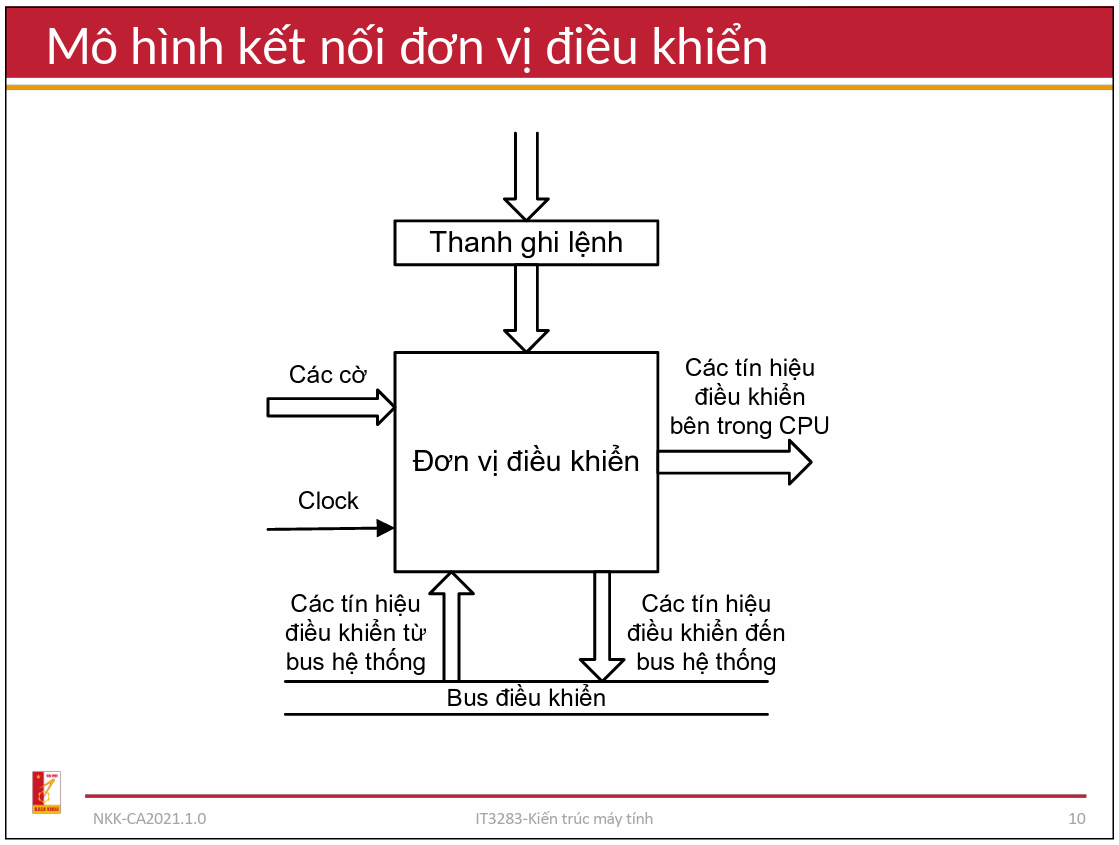 Mô hình kết nối đơn vị điều khiển
Thanh ghi lệnh
Các cờ
Các tín hiệu
điều khiển
bên trong CPU
Đơn vị điều khiển
Clock
Các tín hiệu
điều khiển từ
bus hệ thống
Các tín hiệu
điều khiển đến
bus hệ thống
Bus điều khiển
BÁCH KHOA
NKK-CA2021.1.0
IT3283-Kiến trúc máy tính
10